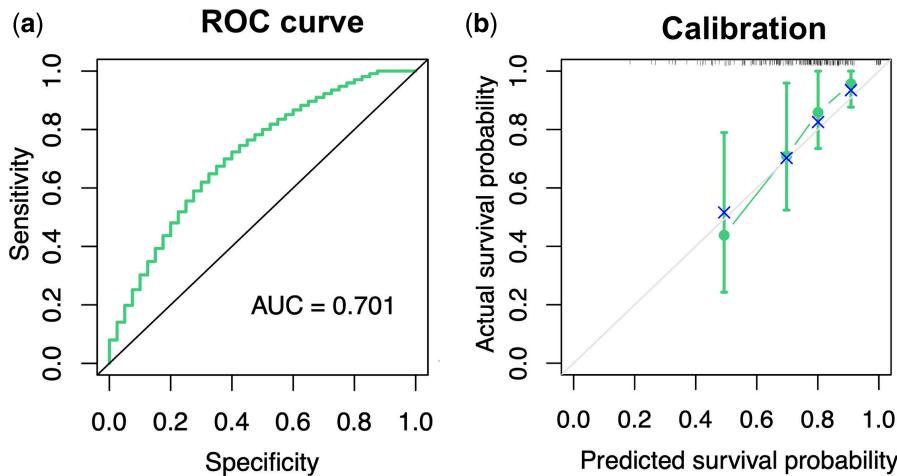 (a) ROC curve
Sensitivity
1.0
0.8
0.6
0.4
0.2
0.0
AUC = 0.701
0.0 0.2 0.4 0.6 0.8 1.0
Specificity
(b) Calibration
Actual survival probability
1.0
0.8
0.6
0.4
0.2
0.0
0.0 0.2 0.4 0.6 0.8 1.0
Predicted survival probability